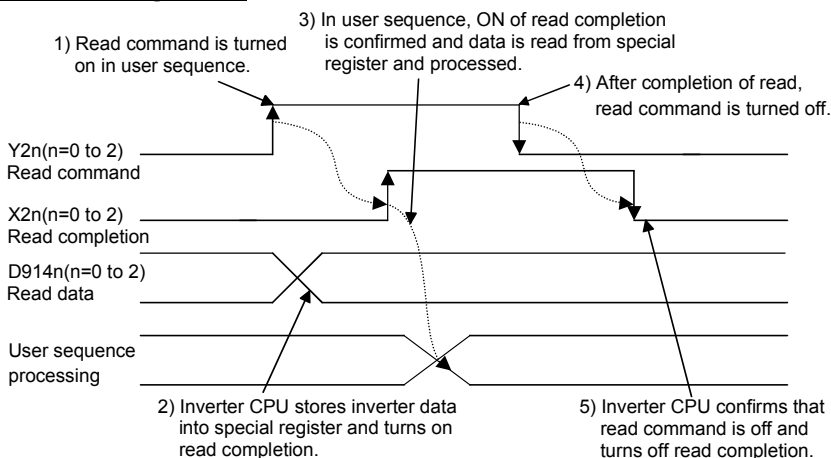 3) In user sequence, ON of read completion
is confirmed and data is read from special
register and processed.
1) Read command is turned
on in user sequence.
4) After completion of read,
read command is turned off.
Y2n(n=0 to 2)
Read command
X2n(n=0 to 2)
Read completion
D914n(n=0 to 2)
Read data
User sequence
processing
2) Inverter CPU stores inverter data
into special register and turns on
read completion.
5) Inverter CPU confirms that
read command is off and
turns off read completion.